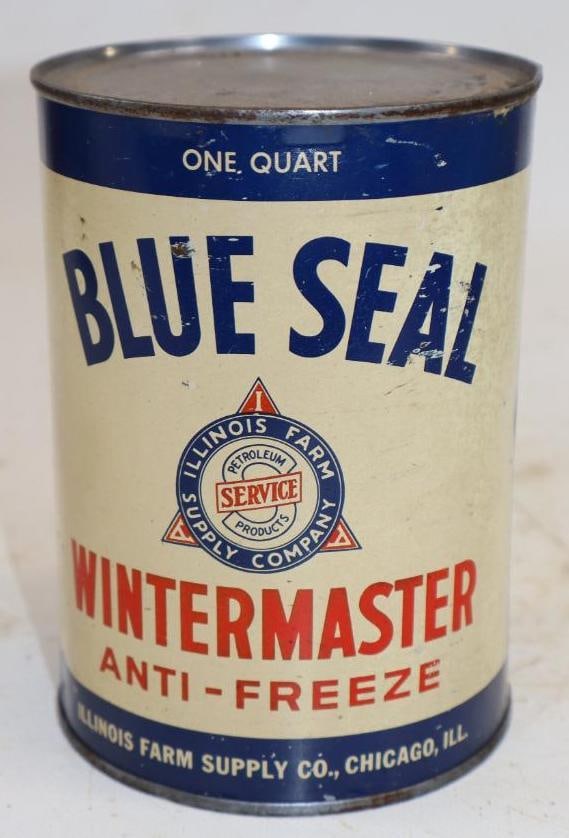 ONE QUART
BLUE SEAL
I
ILLINOIS FARM
PETROLEUM
SERVICE
PRODUCTS
A S
SUPPLY COMPANY
WINTERMASTER
ANTI-FREEZE
ILLINOIS FARM SUPPLY CO., CHICAGO, ILL.